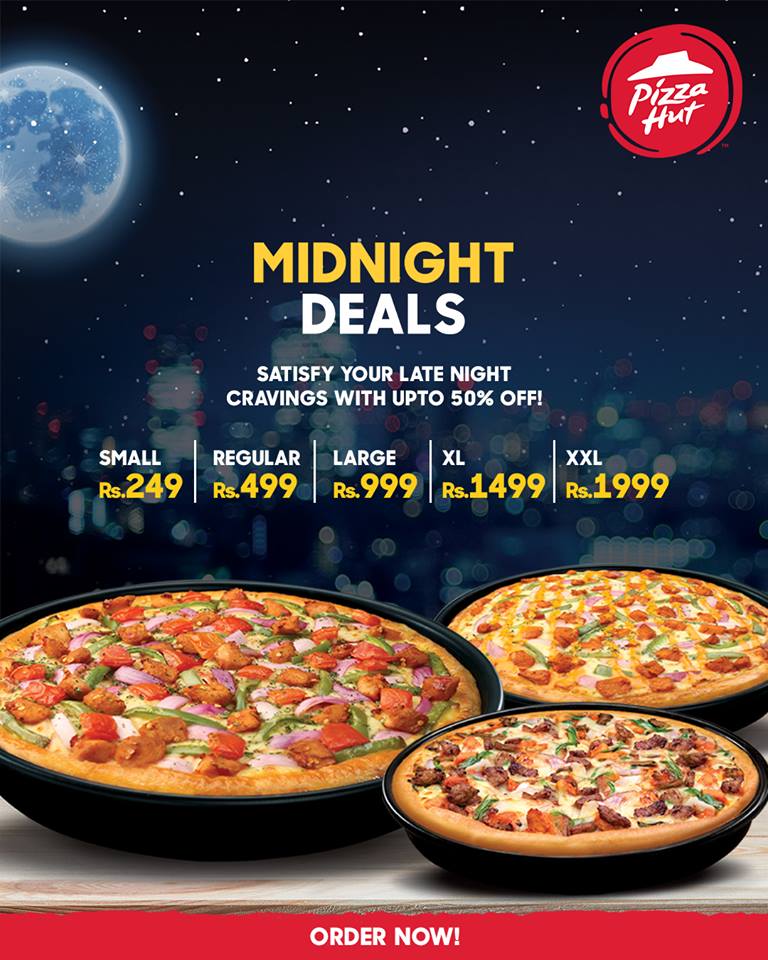 Pizza
Hut
TM
MIDNIGHT
DEALS
SATISFY YOUR LATE NIGHT
CRAVINGS WITH UPTO 50% OFF!
SMALL REGULAR LARGE XL XXL
Rs.249 Rs.499 Rs.999 Rs.1499 Rs.1999
ORDER NOW!